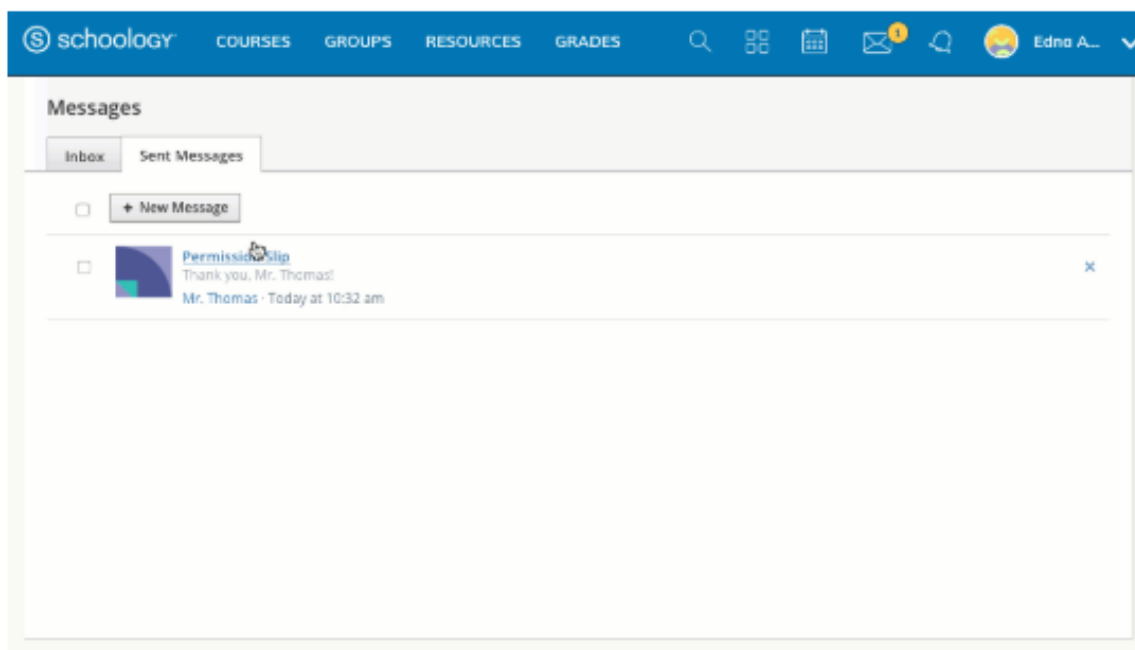 schoology COURSES GROUPS RESOURCES GRADES 1 Edna A...
Messages
Inbox Sent Messages
+ New Message
Permission Slip
Thank you, Mr. Thomas!
Mr. Thomas · Today at 10:32 am